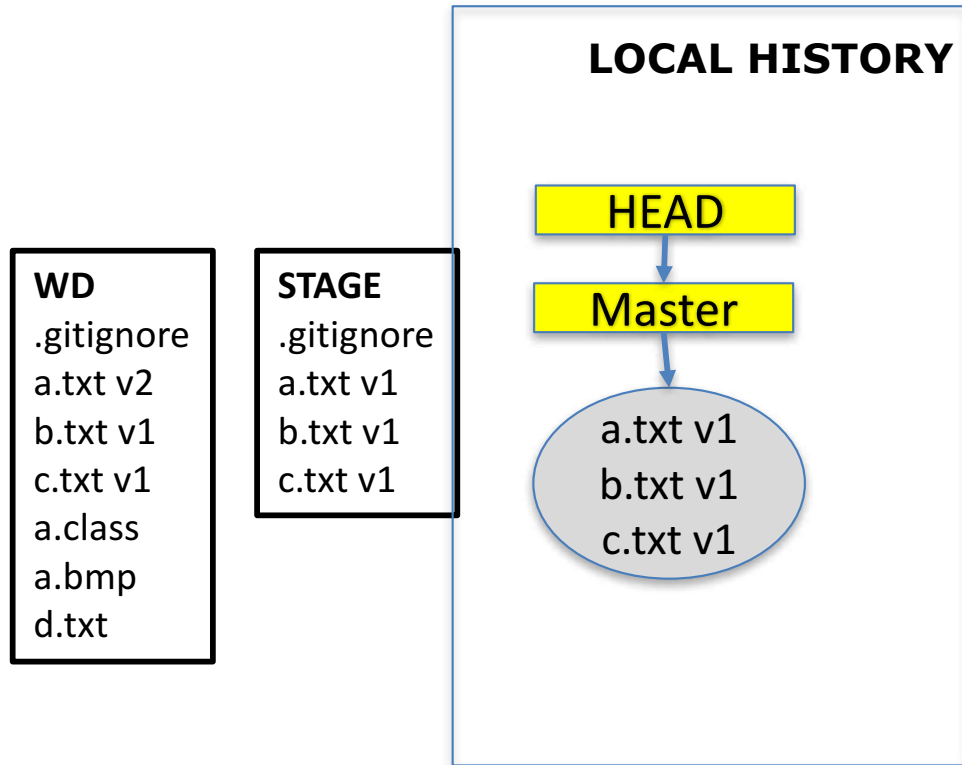 LOCAL HISTORY
HEAD
Master
WD
.gitignore
a.txt v2
b.txt v1
c.txt v1
a.class
a.bmp
d.txt
STAGE
.gitignore
a.txt v1
b.txt v1
c.txt v1
a.txt v1
b.txt v1
c.txt v1